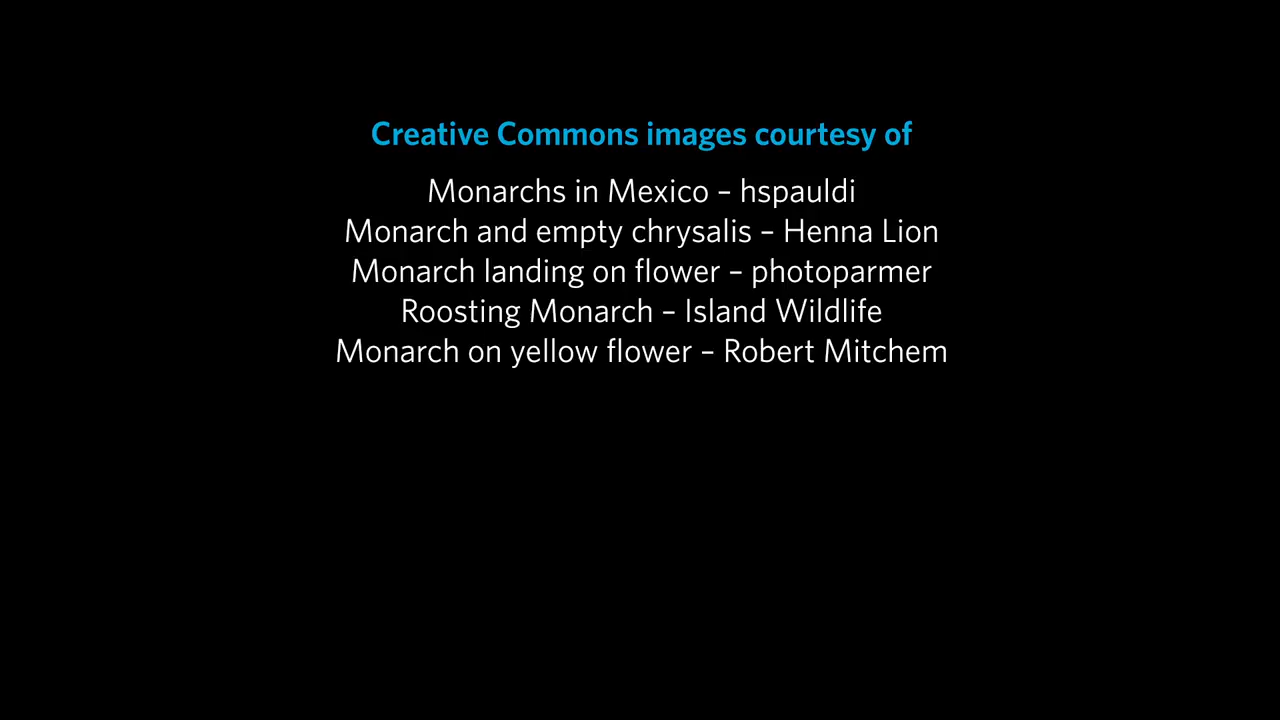 Creative Commons images courtesy of
Monarchs in Mexico – hspauldi
Monarch and empty chrysalis – Henna Lion
Monarch landing on flower – photoparmer
Roosting Monarch – Island Wildlife
Monarch on yellow flower – Robert Mitchem